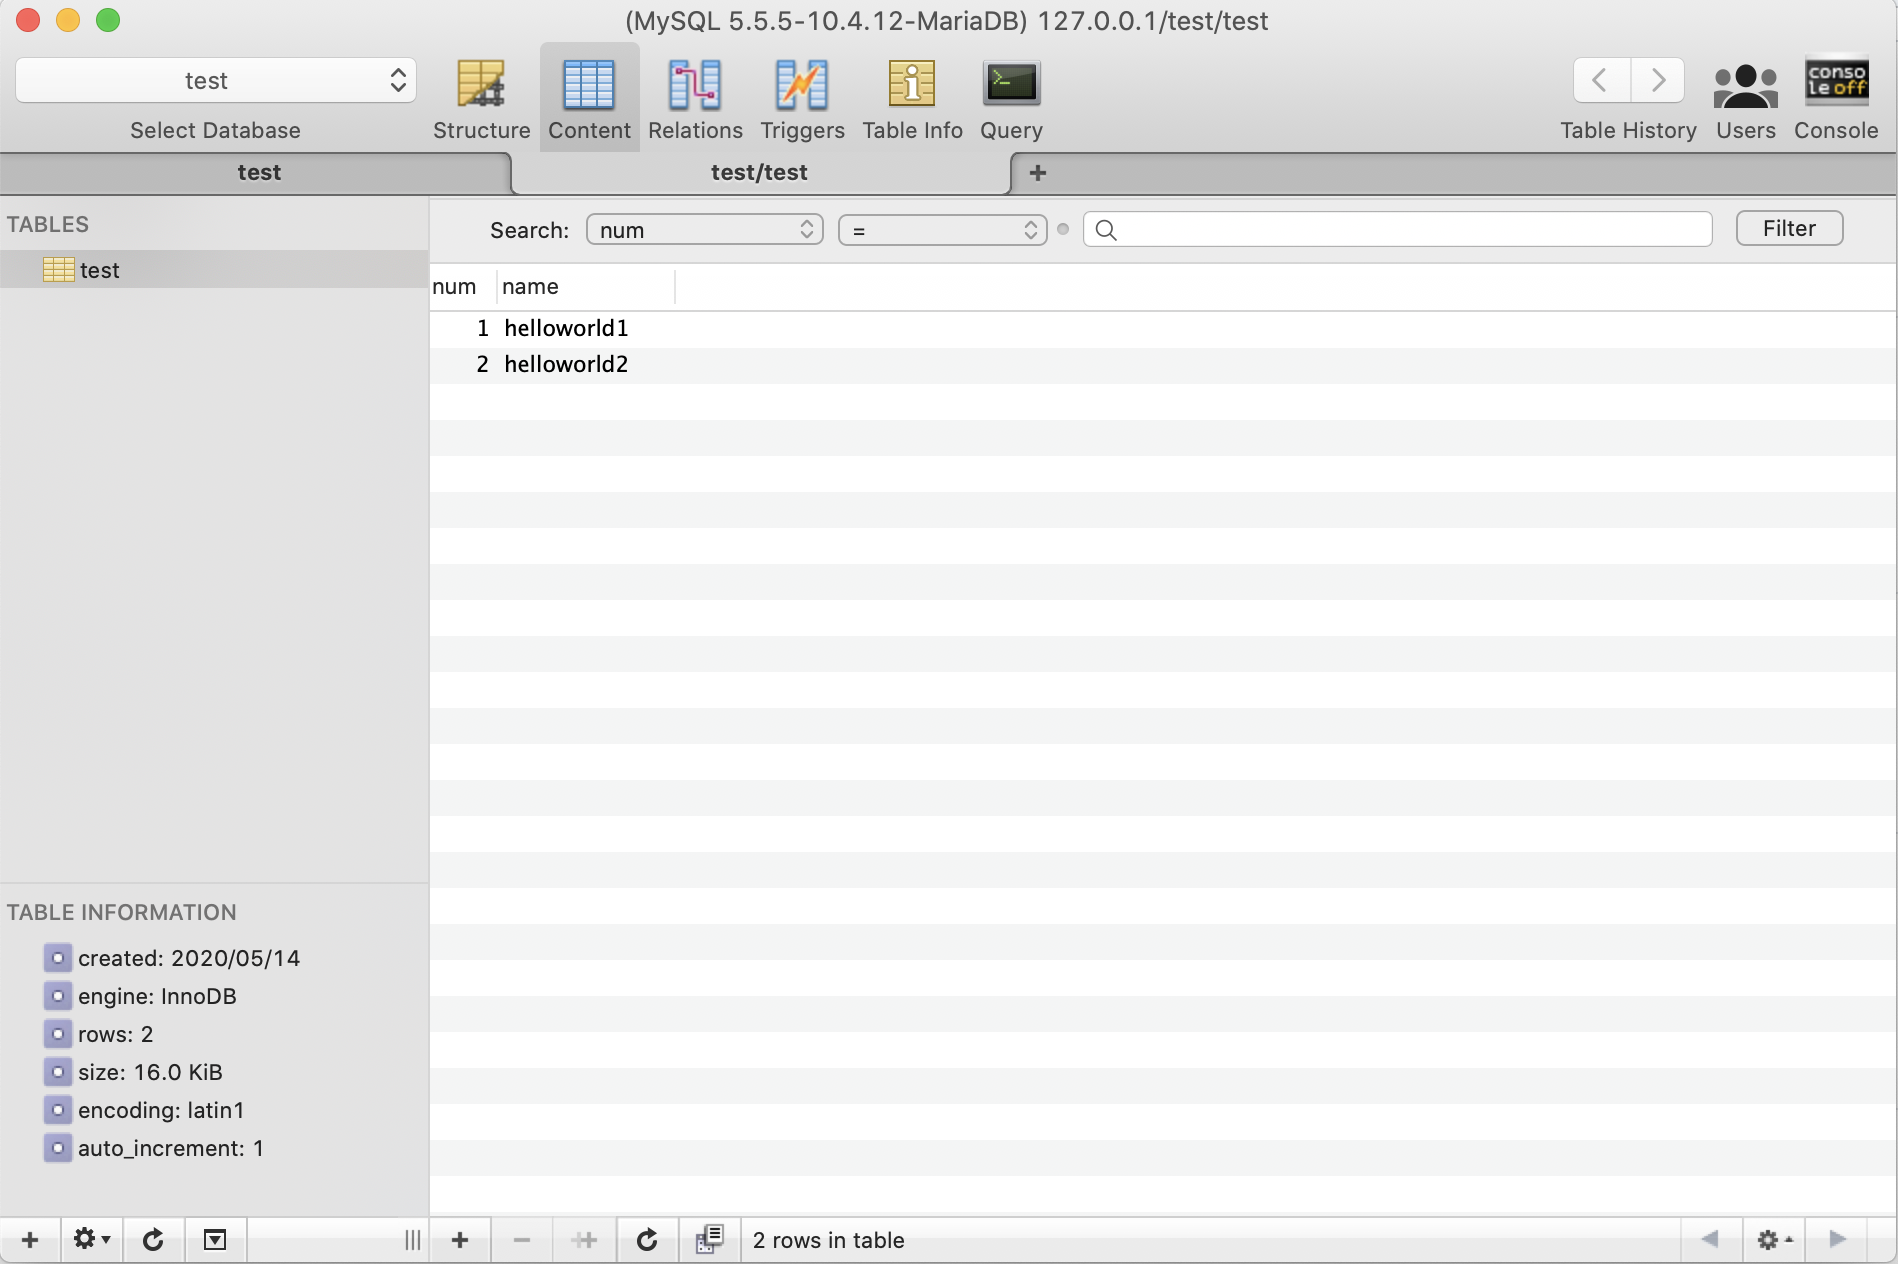 (MySQL 5.5.5-10.4.12-MariaDB) 127.0.0.1/test/test
test
Select Database
Structure
Content
Relations
Triggers
Table Info
Query
Table History
Users
conso
le off
Console
test
test/test
TABLES
test
Search:
num
=
Filter
num
name
1 helloworld1
2 helloworld2
TABLE INFORMATION
created: 2020/05/14
engine: InnoDB
rows: 2
size: 16.0 KiB
encoding: latin1
auto_increment: 1
2 rows in table